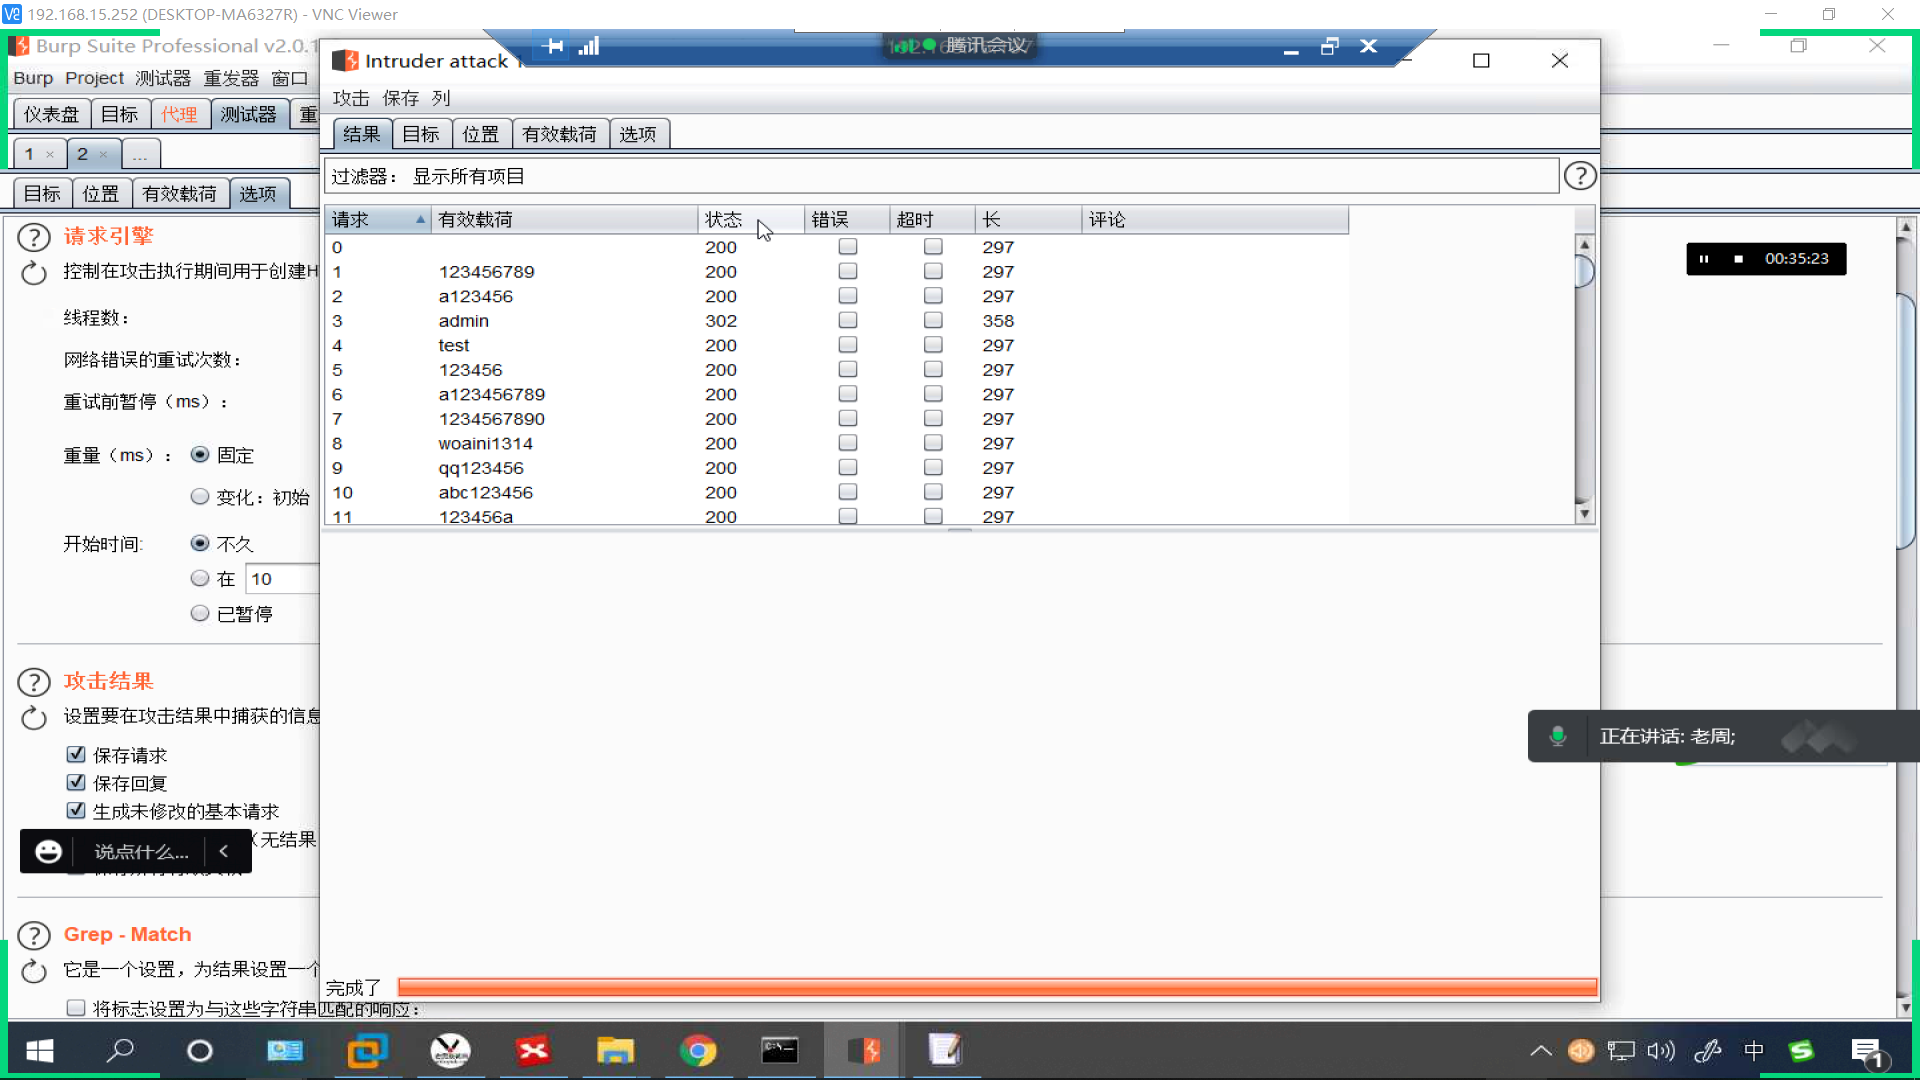 192.168.15.252 (DESKTOP-MA6327R) - VNC Viewer
Burp Suite Professional v2.0.1
Burp Project 测试器 重发器 窗口
仪表盘 目标 代理 测试器 重
1 × 2 × ...
目标 位置 有效载荷 选项
请求引擎
控制在攻击执行期间用于创建H
线程数：
网络错误的重试次数：
重试前暂停（ms）：
重量（ms）： 固定
变化：初始
开始时间: 不久
在 10
已暂停
攻击结果
设置要在攻击结果中捕获的信息
保存请求
保存回复
生成未修改的基本请求
（无结果
说点什么...
Grep - Match
它是一个设置，为结果设置一个
将标志设置为与这些字符串匹配的响应：
腾讯会议
Intruder attack 1
攻击 保存 列
结果 目标 位置 有效载荷 选项
过滤器： 显示所有项目
请求 有效载荷 状态 错误 超时 长 评论
0 200 297
1 123456789 200 297
2 a123456 200 297
3 admin 302 358
4 test 200 297
5 123456 200 297
6 a123456789 200 297
7 1234567890 200 297
8 woaini1314 200 297
9 qq123456 200 297
10 abc123456 200 297
11 123456a 200 297
完成了
00:35:23
正在讲话: 老周;
中
1